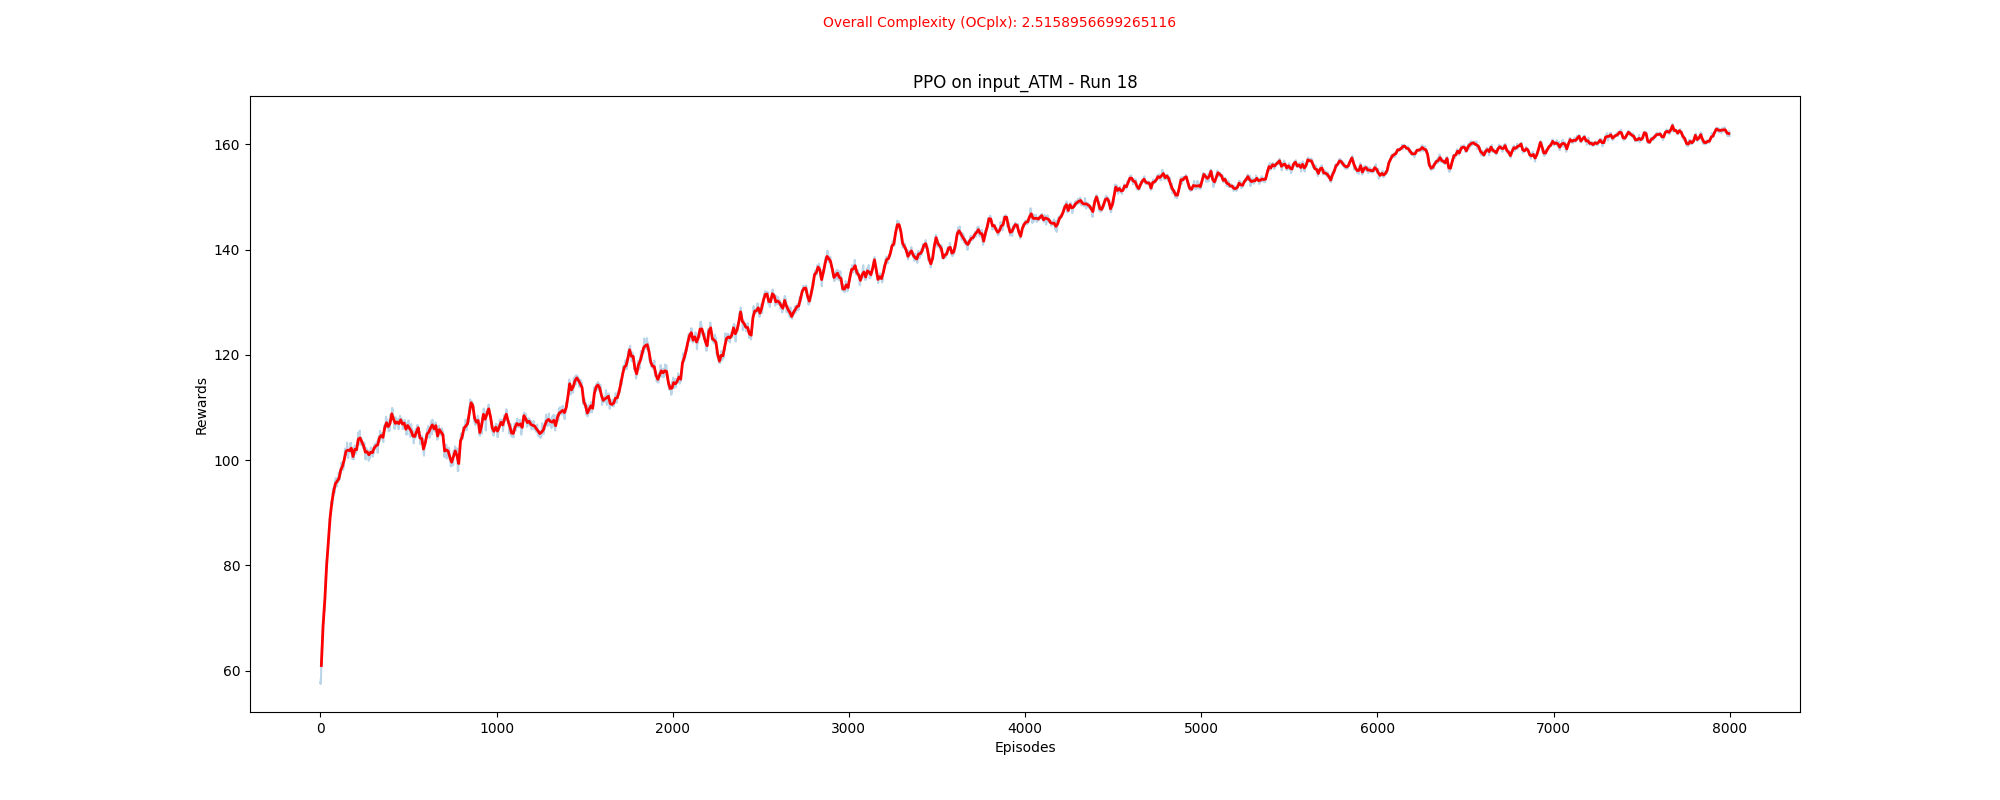 Overall Complexity (OCplx): 2.5158956699265116
PPO on input_ATM - Run 18
160
140
120
100
80
60
Rewards
0 1000 2000 3000 4000 5000 6000 7000 8000
Episodes